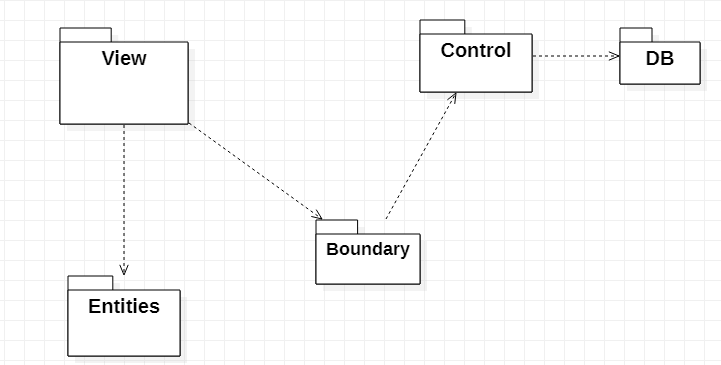 View
Control
DB
Boundary
Entities